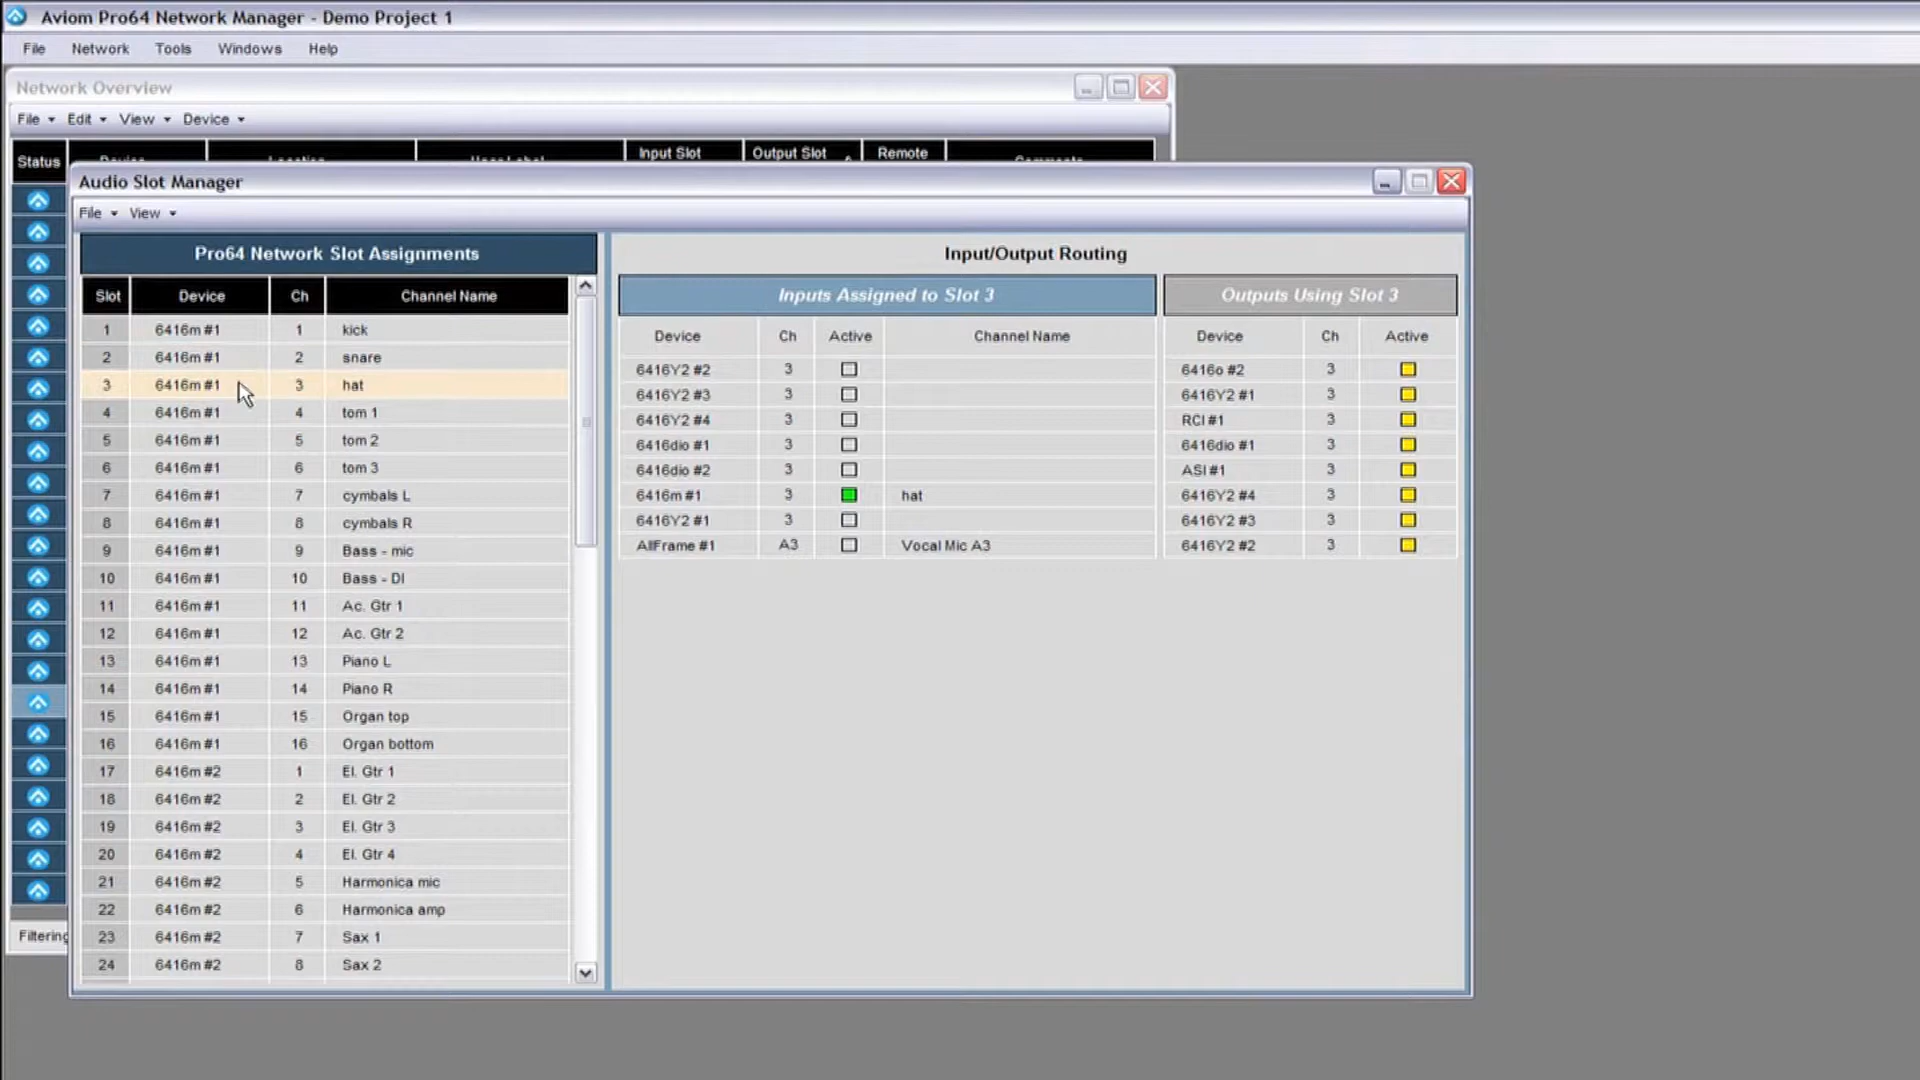 Aviom Pro64 Network Manager - Demo Project 1
File Network Tools Windows Help
Network Overview
File Edit View Device
Status Device Location User Label Input Slot Output Slot Remote Comments
Audio Slot Manager
File View
Pro64 Network Slot Assignments
Slot Device Ch Channel Name
1 6416m #1 1 kick
2 6416m #1 2 snare
3 6416m #1 3 hat
4 6416m #1 4 tom 1
5 6416m #1 5 tom 2
6 6416m #1 6 tom 3
7 6416m #1 7 cymbals L
8 6416m #1 8 cymbals R
9 6416m #1 9 Bass - mic
10 6416m #1 10 Bass - DI
11 6416m #1 11 Ac. Gtr 1
12 6416m #1 12 Ac. Gtr 2
13 6416m #1 13 Piano L
14 6416m #1 14 Piano R
15 6416m #1 15 Organ top
16 6416m #1 16 Organ bottom
17 6416m #2 1 El. Gtr 1
18 6416m #2 2 El. Gtr 2
19 6416m #2 3 El. Gtr 3
20 6416m #2 4 El. Gtr 4
21 6416m #2 5 Harmonica mic
22 6416m #2 6 Harmonica amp
23 6416m #2 7 Sax 1
24 6416m #2 8 Sax 2
Input/Output Routing
Inputs Assigned to Slot 3
Device Ch Active Channel Name
6416Y2 #2 3
6416Y2 #3 3
6416Y2 #4 3
6416dio #1 3
6416dio #2 3
6416m #1 3 hat
6416Y2 #1 3
AllFrame #1 A3 Vocal Mic A3
Outputs Using Slot 3
Device Ch Active
6416o #2 3
6416Y2 #1 3
RCI #1 3
6416dio #1 3
ASI #1 3
6416Y2 #4 3
6416Y2 #3 3
6416Y2 #2 3
Filtering